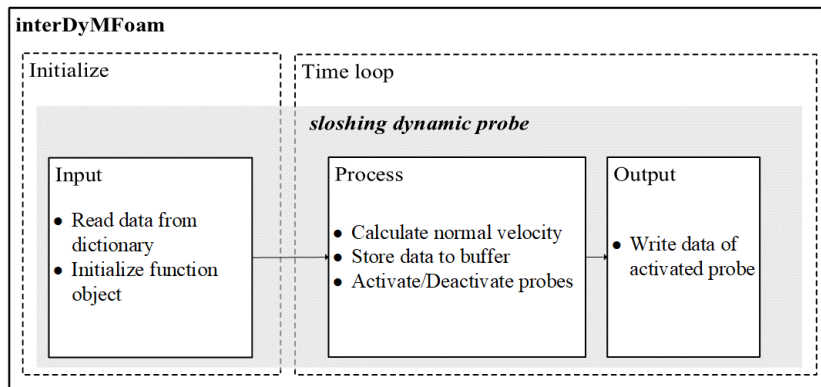 interDyMFoam
Initialize
Time loop
sloshing dynamic probe
Input
● Read data from
dictionary
● Initialize function
object
Process
● Calculate normal velocity
● Store data to buffer
● Activate/Deactivate probes
Output
● Write data of
activated probe